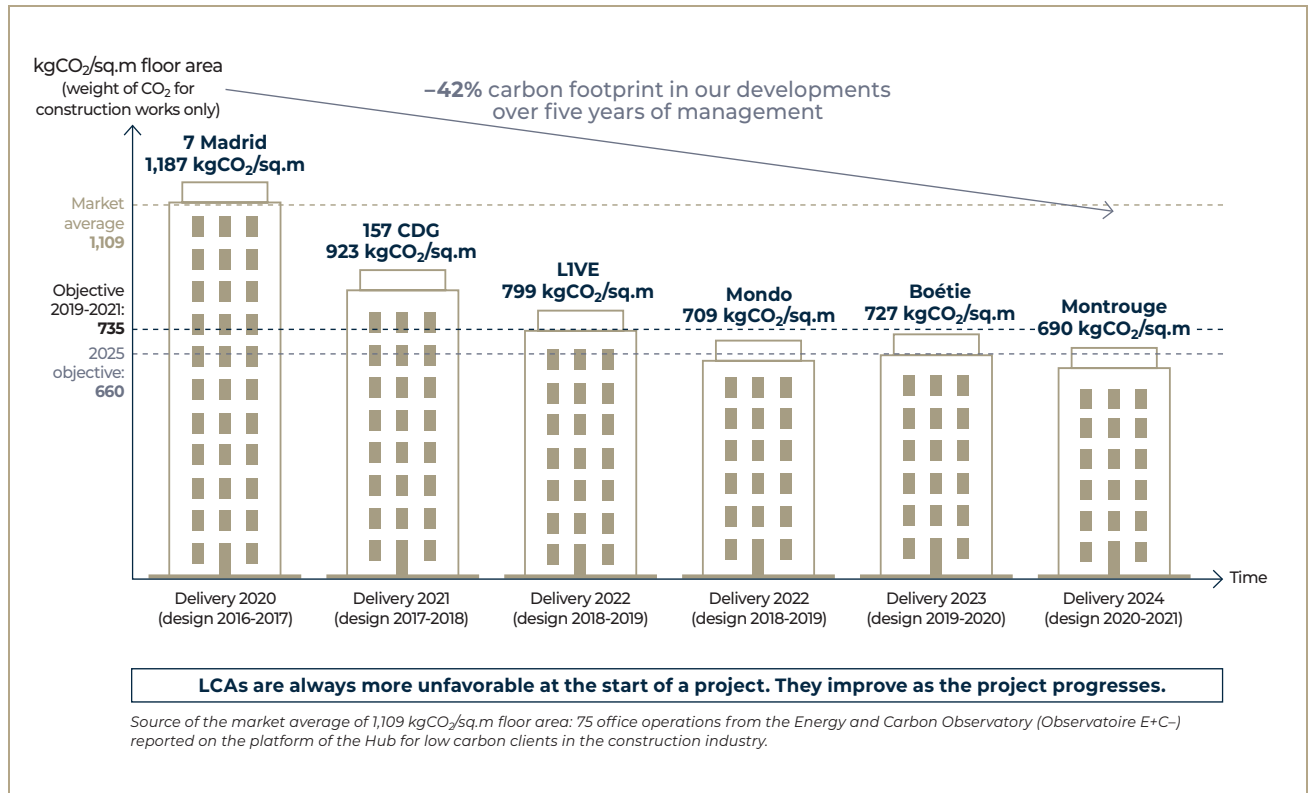 kgCO₂/sq.m floor area
(weight of CO₂ for
construction works only)
–42% carbon footprint in our developments
over five years of management
7 Madrid
1,187 kgCO₂/sq.m
Market
average
1,109
157 CDG
923 kgCO₂/sq.m
L1VE
799 kgCO₂/sq.m
Mondo
709 kgCO₂/sq.m
Boétie
727 kgCO₂/sq.m
Montrouge
690 kgCO₂/sq.m
Objective
2019-2021:
735
2025
objective:
660
Time
Delivery 2020
(design 2016-2017)
Delivery 2021
(design 2017-2018)
Delivery 2022
(design 2018-2019)
Delivery 2022
(design 2018-2019)
Delivery 2023
(design 2019-2020)
Delivery 2024
(design 2020-2021)
LCAs are always more unfavorable at the start of a project. They improve as the project progresses.
Source of the market average of 1,109 kgCO₂/sq.m floor area: 75 office operations from the Energy and Carbon Observatory (Observatoire E+C–)
reported on the platform of the Hub for low carbon clients in the construction industry.